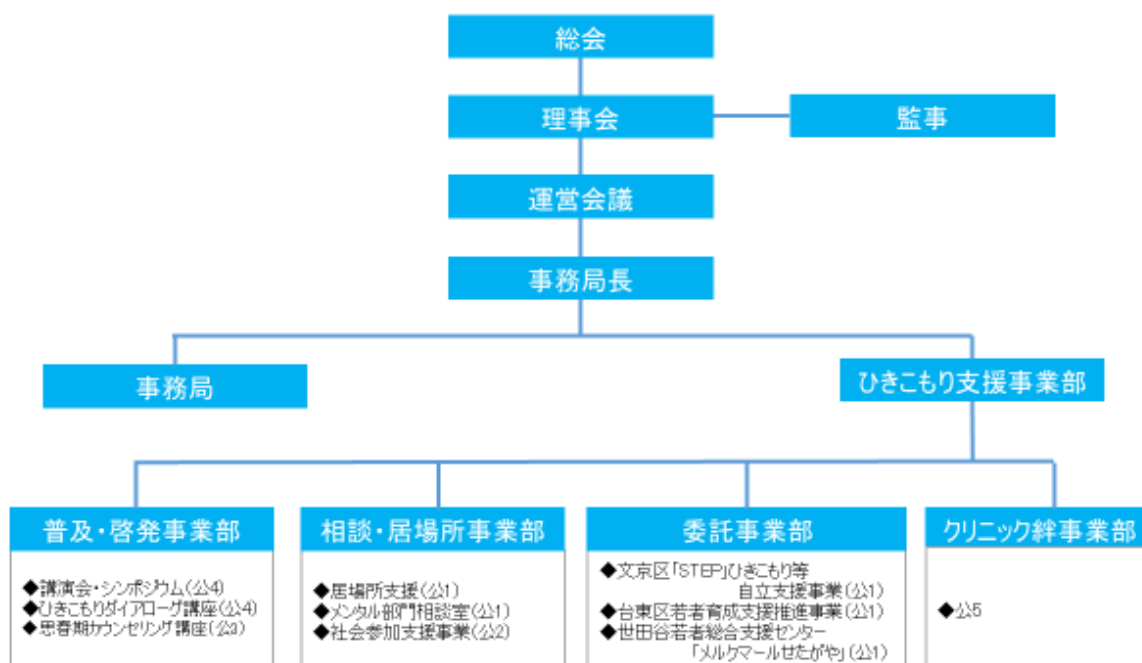 総会
理事会
監事
運営会議
事務局長
事務局
ひきこもり支援事業部
普及・啓発事業部
◆講演会・シンポジウム(公4)
◆ひきこもりダイアローグ講座(公4)
◆思春期カウンセリング講座(公3)
相談・居場所事業部
◆居場所支援(公1)
◆メンタル部門相談室(公1)
◆社会参加支援事業(公2)
委託事業部
◆文京区「STEP」ひきこもり等
自立支援事業(公1)
◆台東区若者育成支援推進事業(公1)
◆世田谷若者総合支援センター
「メルクマールせたがや」(公1)
クリニック絆事業部
◆公5